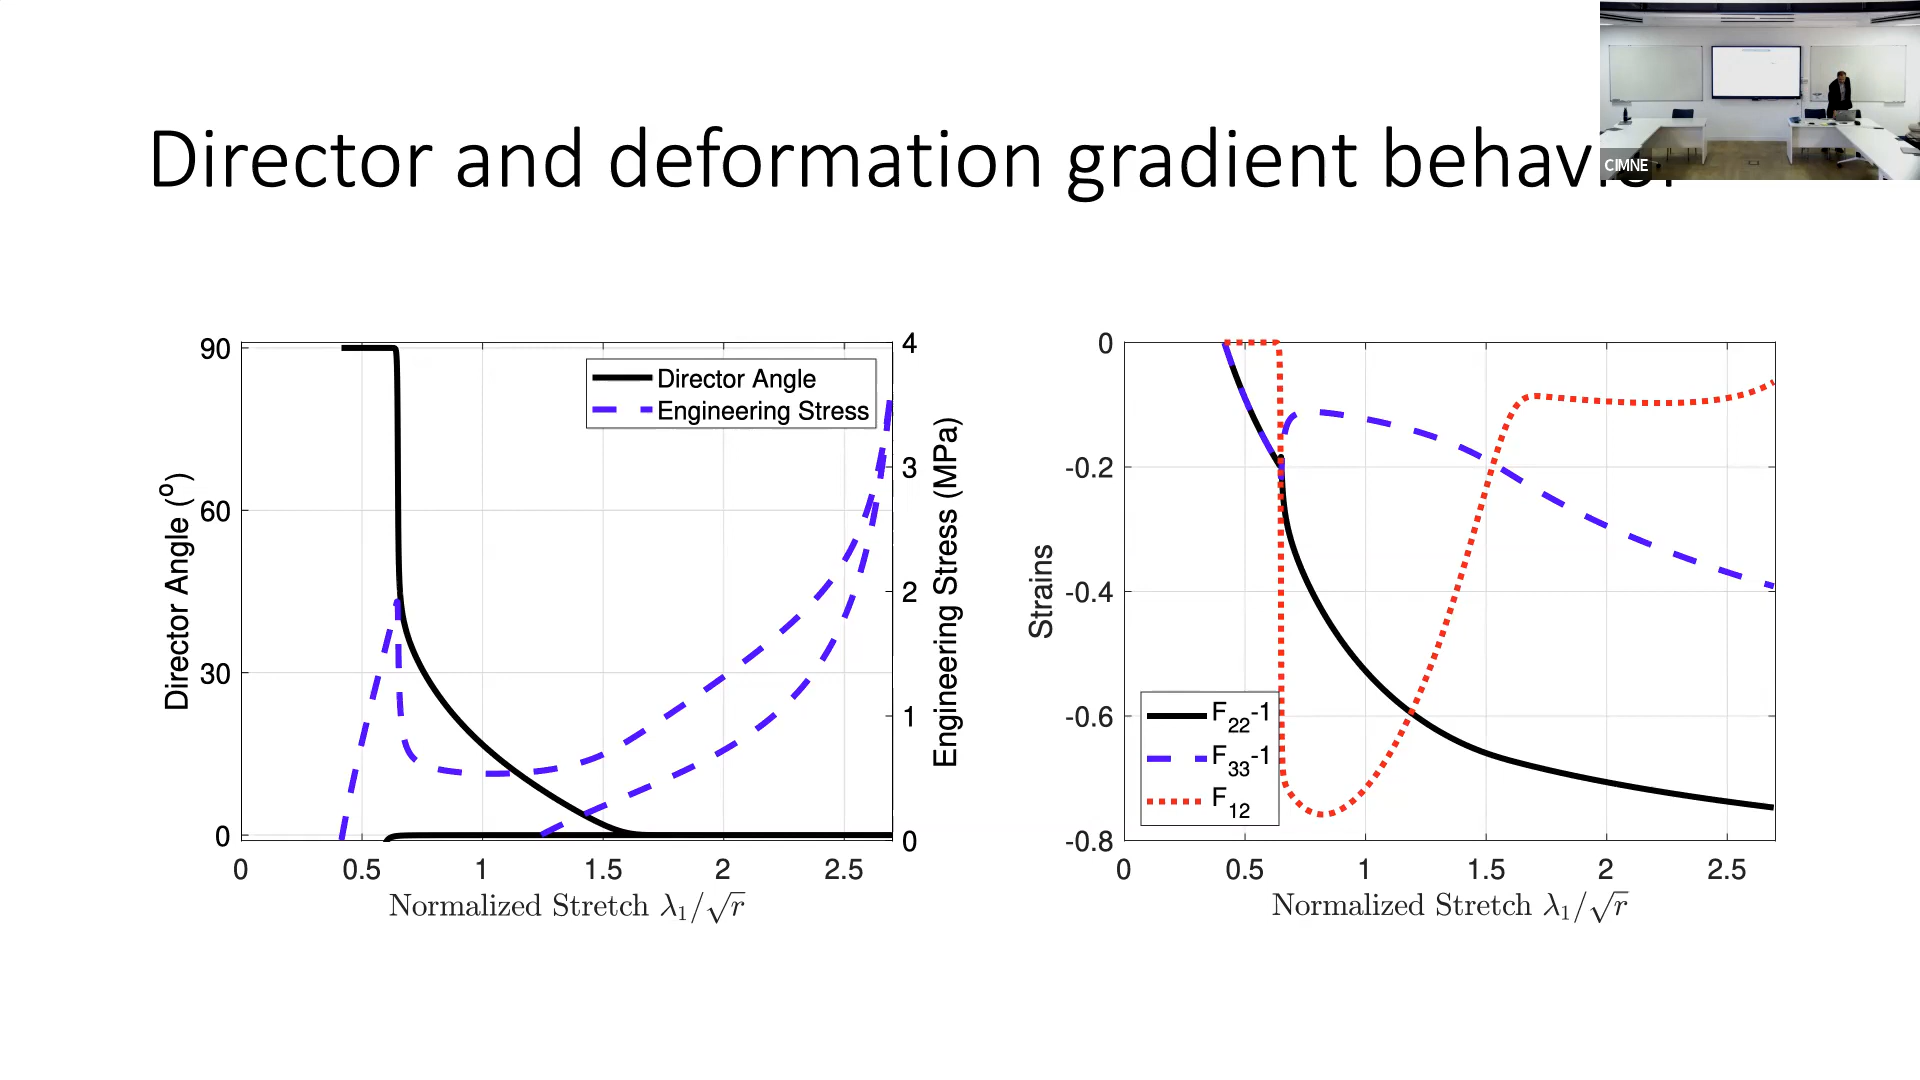 Director and deformation gradient behavior
CIMNE
90
60
30
0
Director Angle (°)
4
3
2
1
0
Engineering Stress (MPa)
Director Angle
Engineering Stress
0 0.5 1 1.5 2 2.5
Normalized Stretch λ₁/√r
0
-0.2
-0.4
-0.6
-0.8
Strains
F₂₂-1
F₃₃-1
F₁₂
0 0.5 1 1.5 2 2.5
Normalized Stretch λ₁/√r